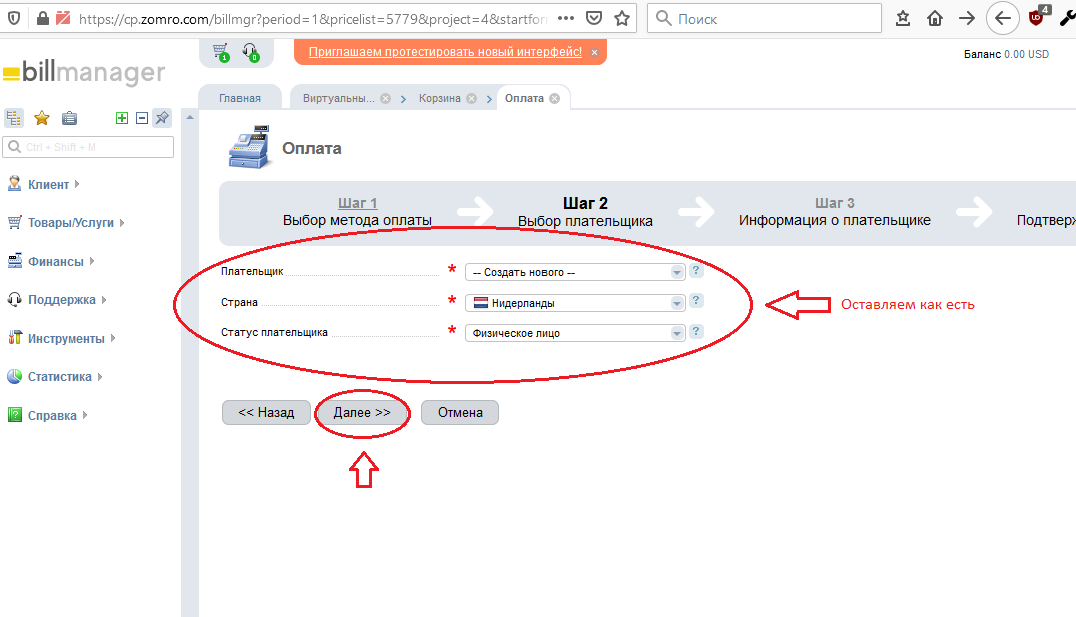 https://cp.zomro.com/billmgr?period=1&pricelist=5779&project=4&startfor
Поиск
4
1
0
Приглашаем протестировать новый интерфейс! ×
Баланс 0.00 USD
billmanager
Главная
Виртуальны...
Корзина
Оплата
Ctrl + Shift + M
Оплата
Клиент
Товары/Услуги
Финансы
Поддержка
Инструменты
Статистика
Справка
Шаг 1
Выбор метода оплаты
Шаг 2
Выбор плательщика
Шаг 3
Информация о плательщике
Подтверж
Плательщик * -- Создать нового -- ?
Страна * Нидерланды ?
Статус плательщика * Физическое лицо ?
Оставляем как есть
<< Назад
Далее >>
Отмена